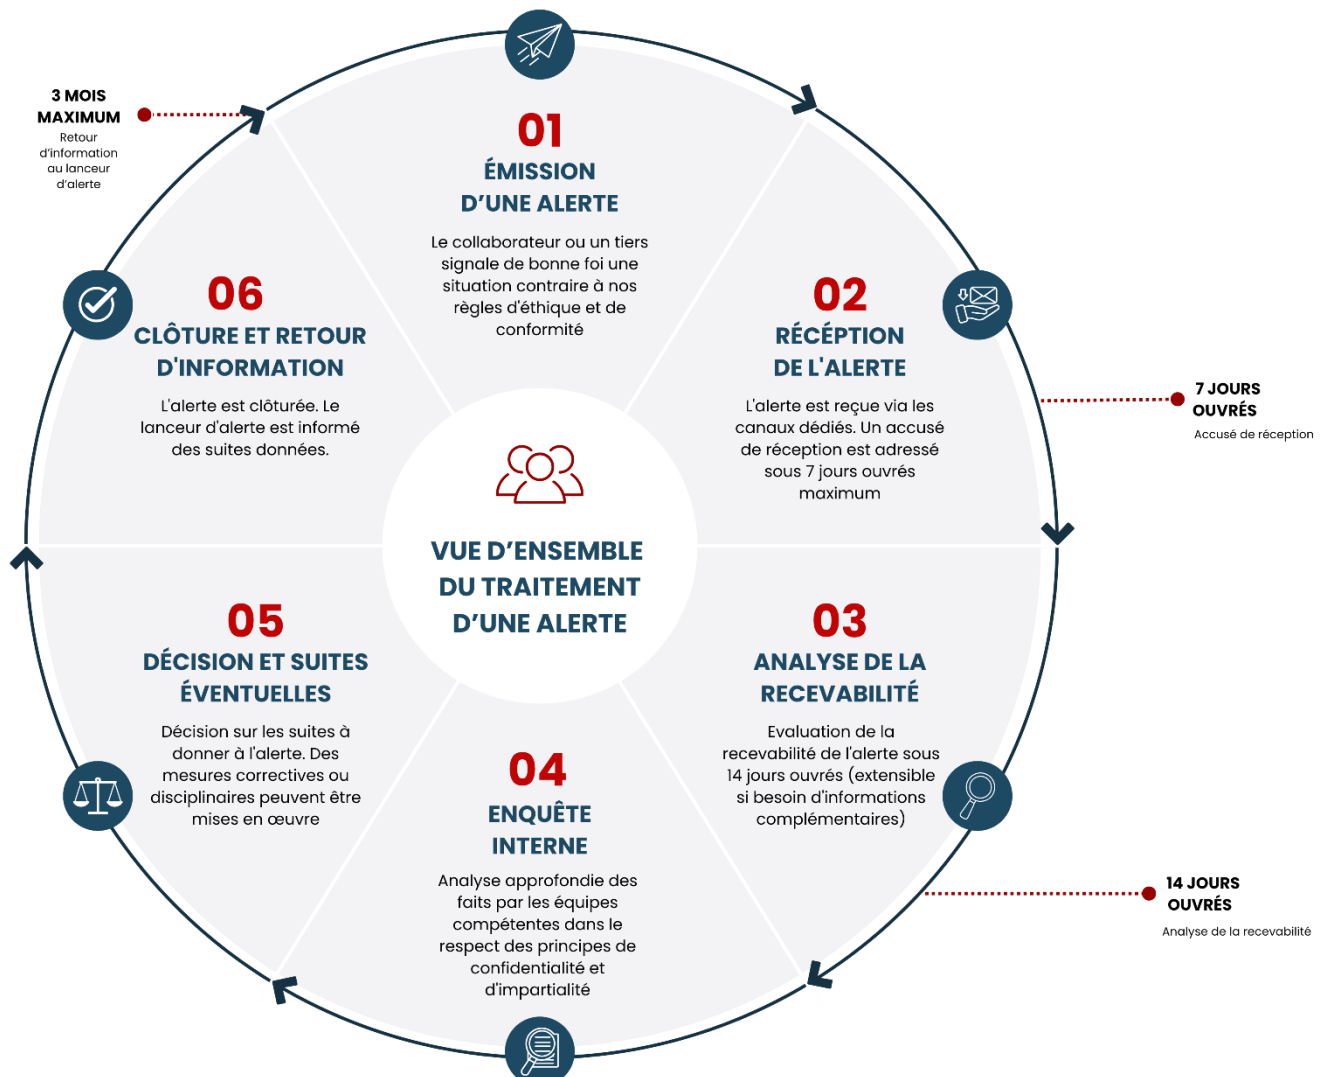 01
ÉMISSION
D'UNE ALERTE
Le collaborateur ou un tiers
signale de bonne foi une
situation contraire à nos
règles d'éthique et de
conformité
02
RÉCÉPTION
DE L'ALERTE
L'alerte est reçue via les
canaux dédiés. Un accusé
de réception est adressé
sous 7 jours ouvrés
maximum
7 JOURS
OUVRÉS
Accusé de réception
03
ANALYSE DE LA
RECEVABILITÉ
Evaluation de la
recevabilité de l'alerte sous
14 jours ouvrés (extensible
si besoin d'informations
complémentaires)
14 JOURS
OUVRÉS
Analyse de la recevabilité
04
ENQUÊTE
INTERNE
Analyse approfondie des
faits par les équipes
compétentes dans le
respect des principes de
confidentialité et
d'impartialité
05
DÉCISION ET SUITES
ÉVENTUELLES
Décision sur les suites à
donner à l'alerte. Des
mesures correctives ou
disciplinaires peuvent être
mises en œuvre
06
CLÔTURE ET RETOUR
D'INFORMATION
L'alerte est clôturée. Le
lanceur d'alerte est informé
des suites données.
3 MOIS
MAXIMUM
Retour
d'information
au lanceur
d'alerte
VUE D'ENSEMBLE
DU TRAITEMENT
D'UNE ALERTE